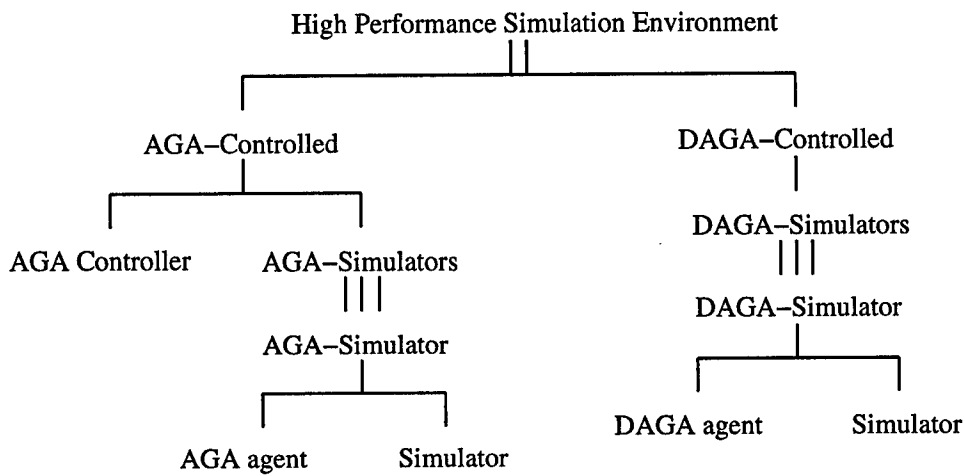 High Performance Simulation Environment
AGA–Controlled
DAGA–Controlled
AGA Controller
AGA–Simulators
DAGA–Simulators
AGA–Simulator
DAGA–Simulator
AGA agent
Simulator
DAGA agent
Simulator